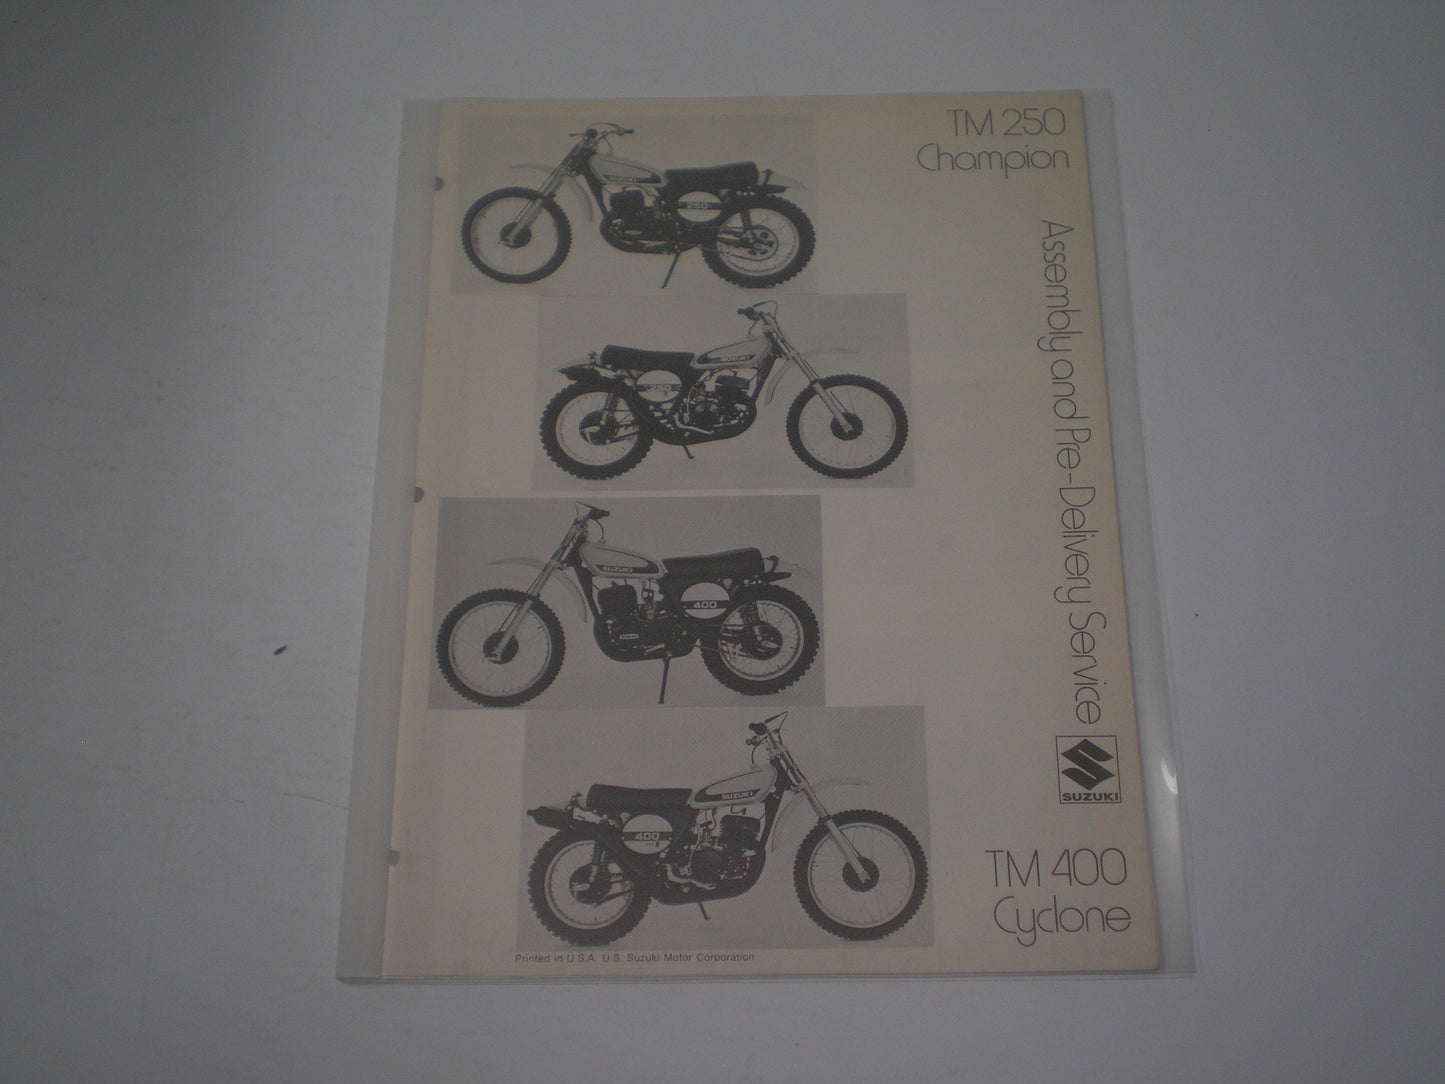 TM 250
Champion
Assembly and Pre-Delivery Service
SUZUKI
TM 400
Cyclone
SUZUKI
250
SUZUKI
250
SUZUKI
400
SUZUKI
400
Printed in U.S.A. U.S. Suzuki Motor Corporation